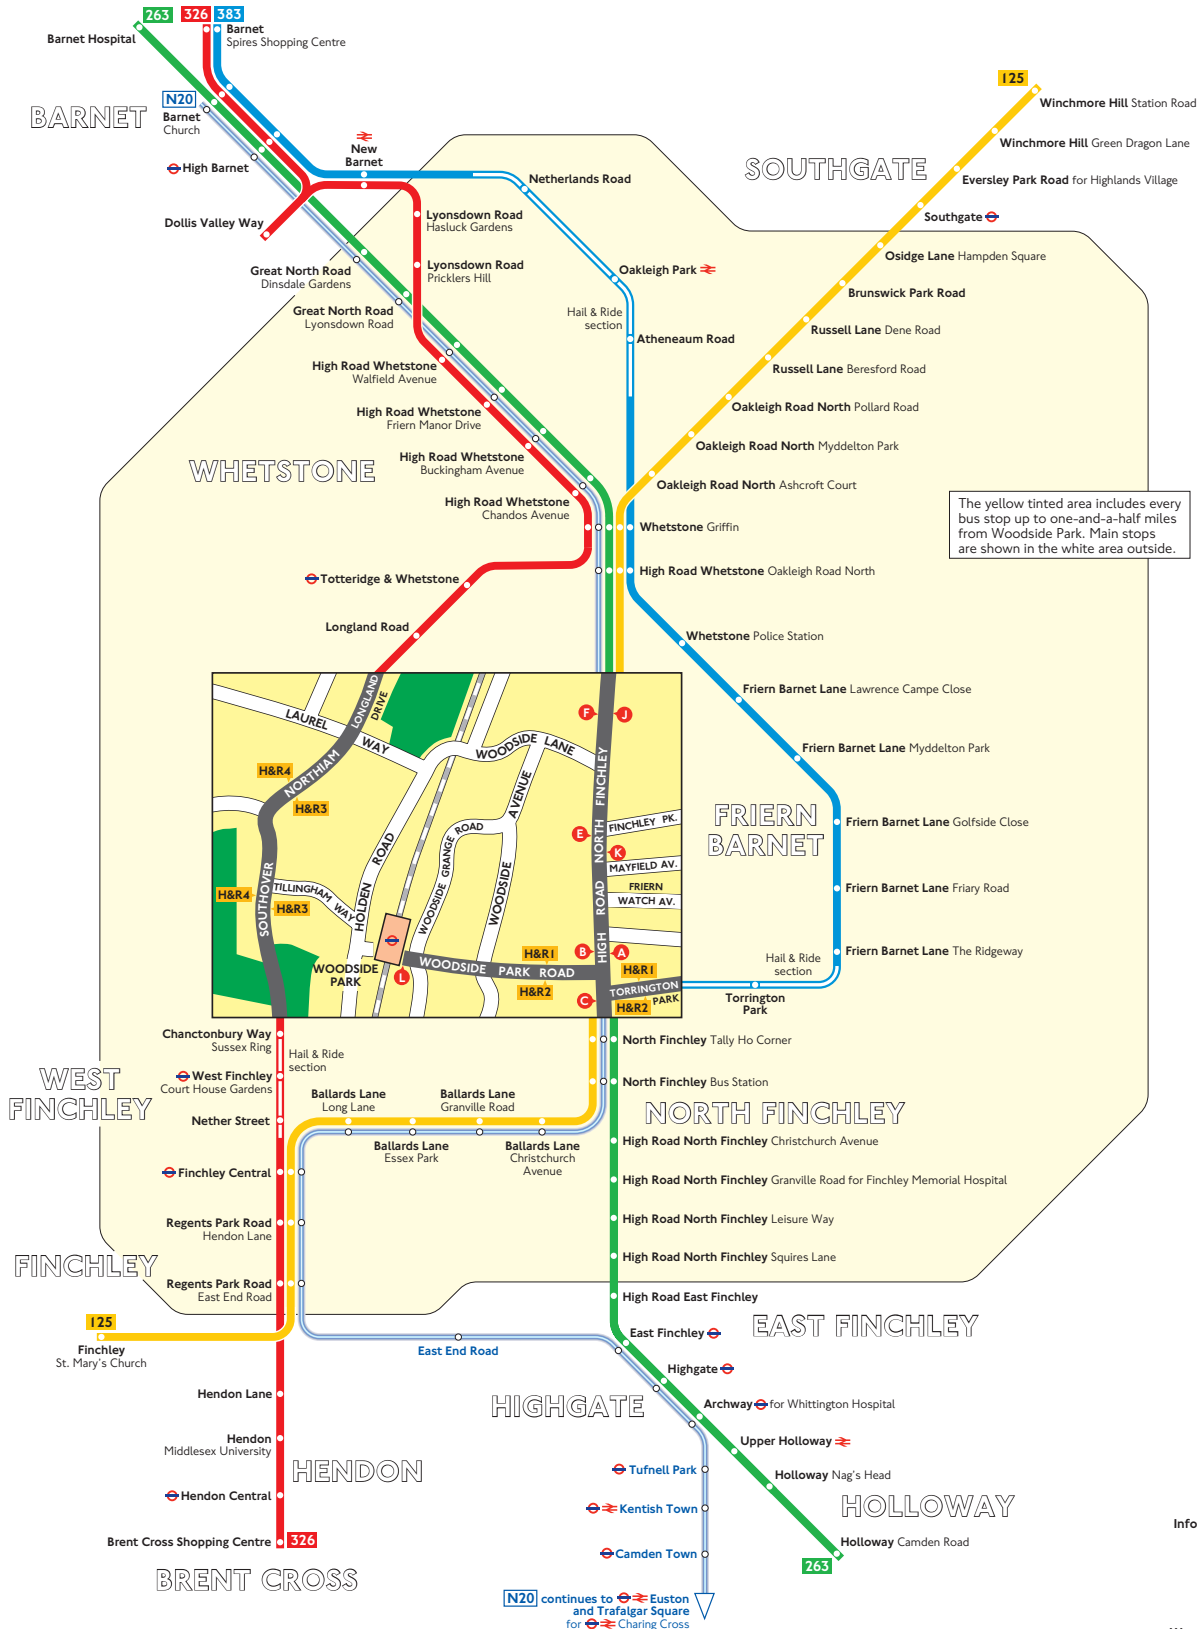 263
326
383
Barnet Hospital
Barnet
Spires Shopping Centre
BARNET
N20
Barnet
Church
High Barnet
New
Barnet
Dollis Valley Way
Lyonsdown Road
Hasluck Gardens
Lyonsdown Road
Pricklers Hill
Great North Road
Dinsdale Gardens
Great North Road
Lyonsdown Road
High Road Whetstone
Walfield Avenue
High Road Whetstone
Friern Manor Drive
High Road Whetstone
Buckingham Avenue
High Road Whetstone
Chandos Avenue
WHETSTONE
Totteridge & Whetstone
Longland Road
Netherlands Road
Oakleigh Park
Hail & Ride
section
Atheneaum Road
SOUTHGATE
125
Winchmore Hill Station Road
Winchmore Hill Green Dragon Lane
Eversley Park Road for Highlands Village
Southgate
Osidge Lane Hampden Square
Brunswick Park Road
Russell Lane Dene Road
Russell Lane Beresford Road
Oakleigh Road North Pollard Road
Oakleigh Road North Myddelton Park
Oakleigh Road North Ashcroft Court
Whetstone Griffin
High Road Whetstone Oakleigh Road North
The yellow tinted area includes every
bus stop up to one-and-a-half miles
from Woodside Park. Main stops
are shown in the white area outside.
Whetstone Police Station
Friern Barnet Lane Lawrence Campe Close
Friern Barnet Lane Myddelton Park
FRIERN
BARNET
Friern Barnet Lane Golfside Close
Friern Barnet Lane Friary Road
Friern Barnet Lane The Ridgeway
Hail & Ride
section
Torrington
Park
LAUREL
WAY
LONGLAND
DRIVE
NORTHIAM
SOUTHOVER
TILLINGHAM WAY
HOLDEN ROAD
WOODSIDE LANE
WOODSIDE AVENUE
WOODSIDE GRANGE ROAD
WOODSIDE
PARK
WOODSIDE PARK ROAD
HIGH ROAD NORTH FINCHLEY
FINCHLEY PK.
MAYFIELD AV.
FRIERN
WATCH AV.
TORRINGTON
PARK
H&R4
H&R3
H&R4
H&R3
H&R1
H&R2
H&R1
H&R2
F
J
E
K
B
A
C
L
Chanctonbury Way
Sussex Ring
Hail & Ride
section
West Finchley
Court House Gardens
Nether Street
WEST
FINCHLEY
Ballards Lane
Long Lane
Ballards Lane
Granville Road
Ballards Lane
Essex Park
Ballards Lane
Christchurch
Avenue
Finchley Central
Regents Park Road
Hendon Lane
Regents Park Road
East End Road
FINCHLEY
125
Finchley
St. Mary's Church
North Finchley Tally Ho Corner
North Finchley Bus Station
NORTH FINCHLEY
High Road North Finchley Christchurch Avenue
High Road North Finchley Granville Road for Finchley Memorial Hospital
High Road North Finchley Leisure Way
High Road North Finchley Squires Lane
High Road East Finchley
EAST FINCHLEY
East Finchley
East End Road
Highgate
HIGHGATE
Archway for Whittington Hospital
Upper Holloway
Holloway Nag's Head
HOLLOWAY
Holloway Camden Road
263
Hendon Lane
Hendon
Middlesex University
HENDON
Hendon Central
Brent Cross Shopping Centre
326
BRENT CROSS
Tufnell Park
Kentish Town
Camden Town
N20 continues to Euston
and Trafalgar Square
for Charing Cross
Info